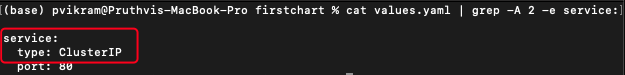 [(base) pvikram@Pruthvis-MacBook-Pro firstchart % cat values.yaml | grep -A 2 -e service:]
service:
  type: ClusterIP
  port: 80